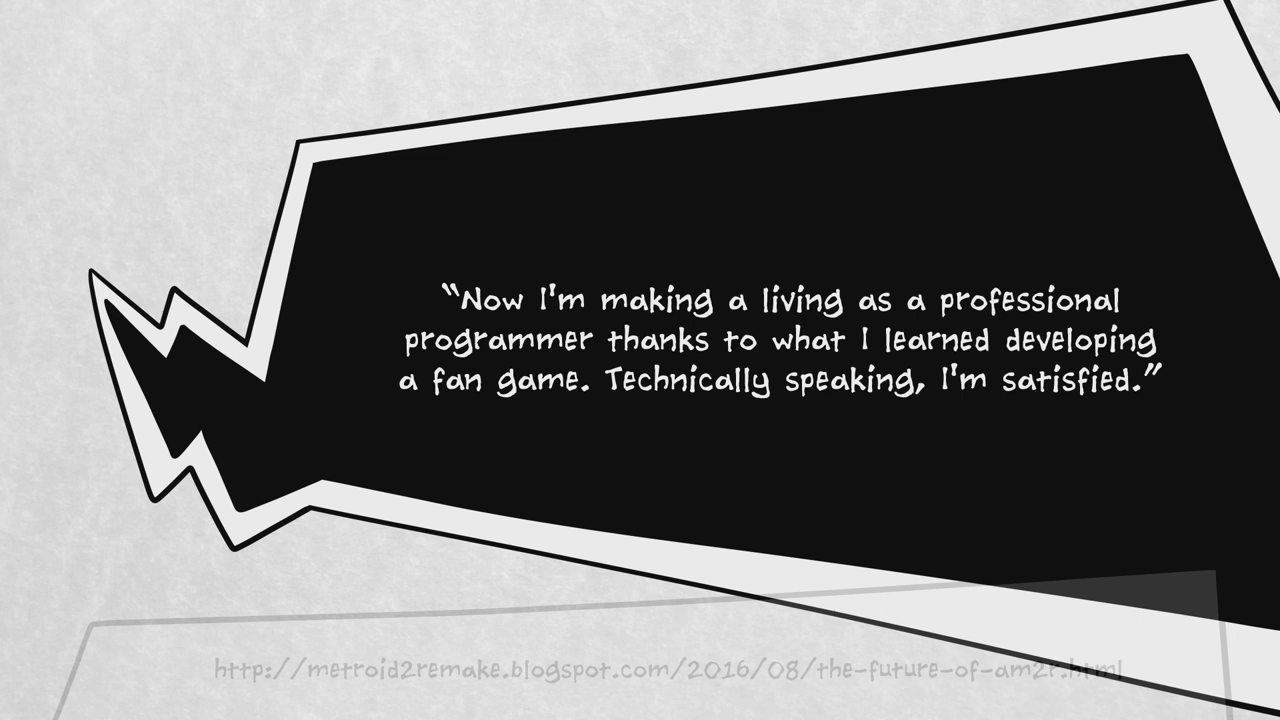 “Now I'm making a living as a professional
programmer thanks to what I learned developing
a fan game. Technically speaking, I'm satisfied.”
http://metroid2remake.blogspot.com/2016/08/the-future-of-am2r.html